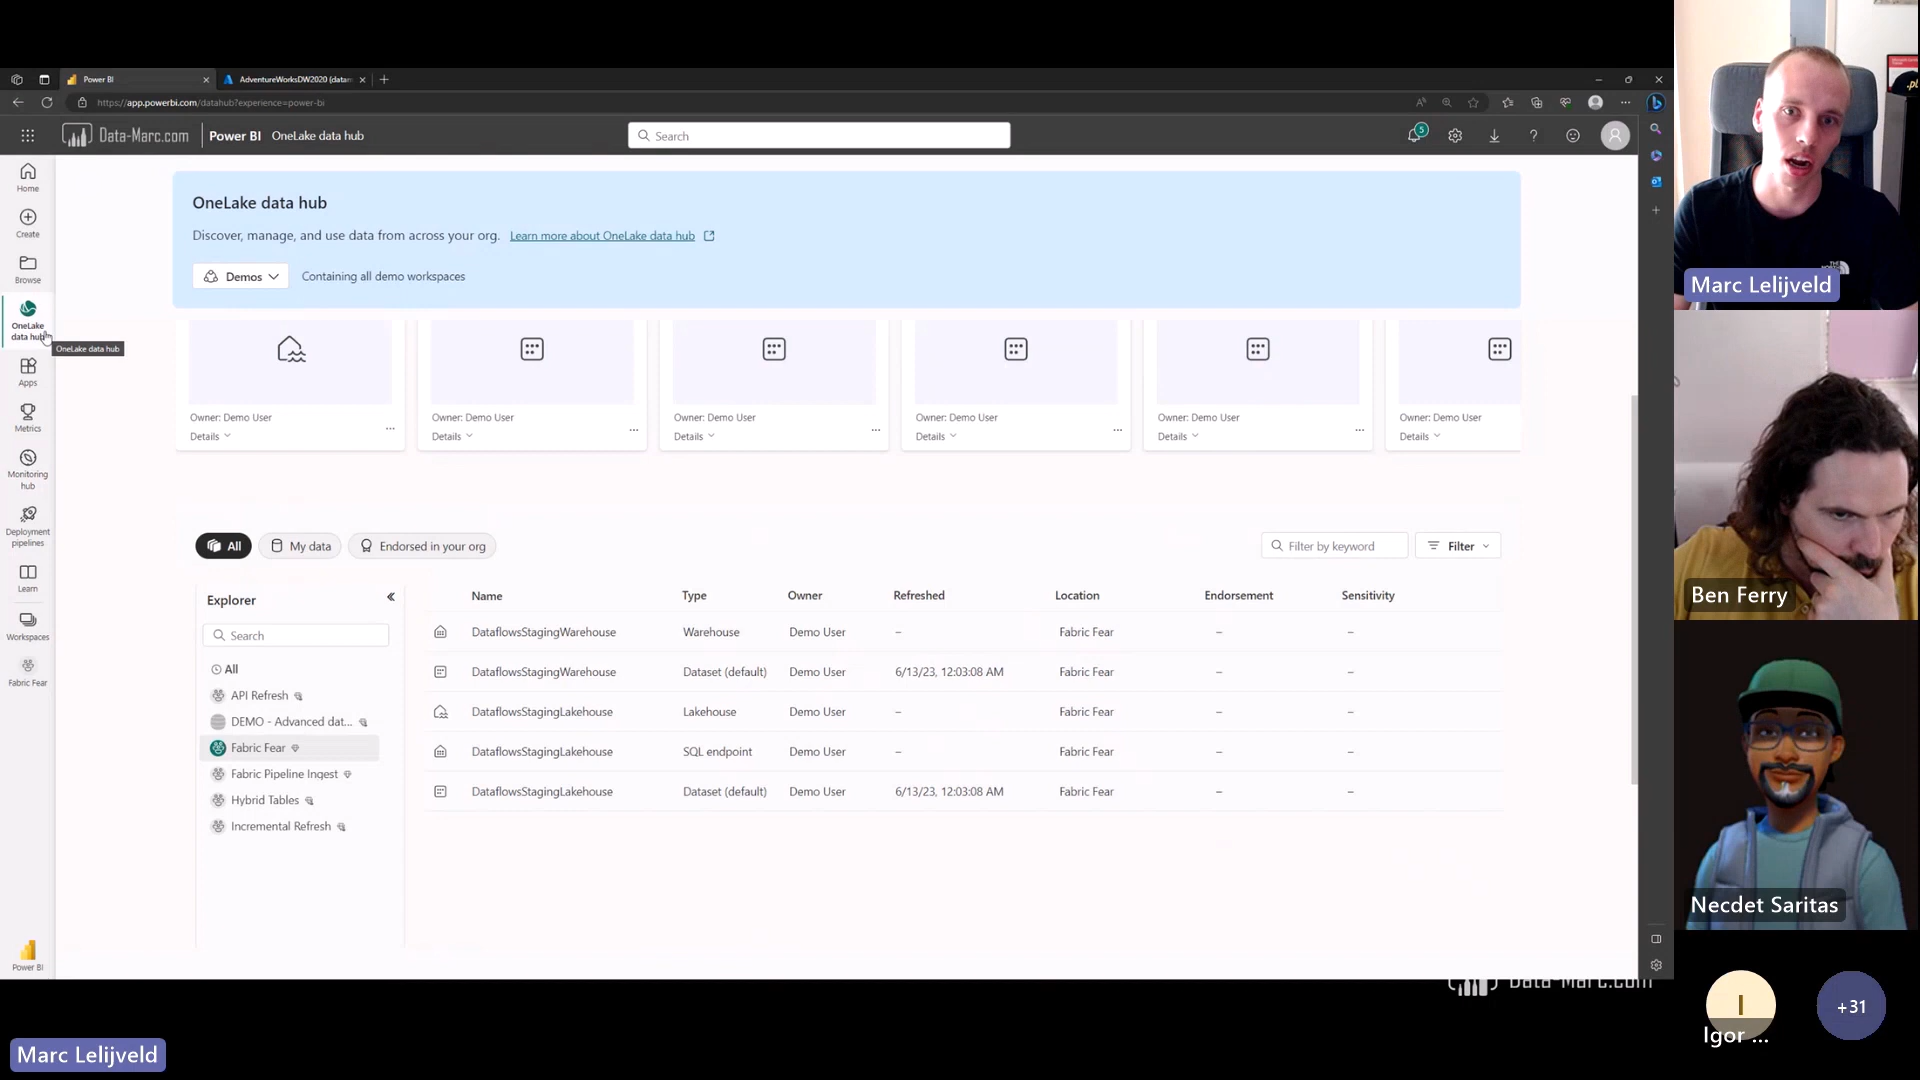 Power BI
AdventureWorksDW2020 (datam
https://app.powerbi.com/datahub?experience=power-bi
Data-Marc.com
Power BI
OneLake data hub
Search
5
Home
Create
Browse
OneLake
data hub
OneLake data hub
Apps
Metrics
Monitoring
hub
Deployment
pipelines
Learn
Workspaces
Fabric Fear
Power BI
OneLake data hub
Discover, manage, and use data from across your org. Learn more about OneLake data hub
Demos
Containing all demo workspaces
Owner: Demo User
Details
Owner: Demo User
Details
Owner: Demo User
Details
Owner: Demo User
Details
Owner: Demo User
Details
Owner: Demo User
Details
All
My data
Endorsed in your org
Filter by keyword
Filter
Explorer
Search
All
API Refresh
DEMO - Advanced dat...
Fabric Fear
Fabric Pipeline Ingest
Hybrid Tables
Incremental Refresh
Name Type Owner Refreshed Location Endorsement Sensitivity
DataflowsStagingWarehouse Warehouse Demo User – Fabric Fear – –
DataflowsStagingWarehouse Dataset (default) Demo User 6/13/23, 12:03:08 AM Fabric Fear – –
DataflowsStagingLakehouse Lakehouse Demo User – Fabric Fear – –
DataflowsStagingLakehouse SQL endpoint Demo User – Fabric Fear – –
DataflowsStagingLakehouse Dataset (default) Demo User 6/13/23, 12:03:08 AM Fabric Fear – –
Data-Marc.com
Marc Lelijveld
Marc Lelijveld
Ben Ferry
Necdet Saritas
I
Igor ...
+31